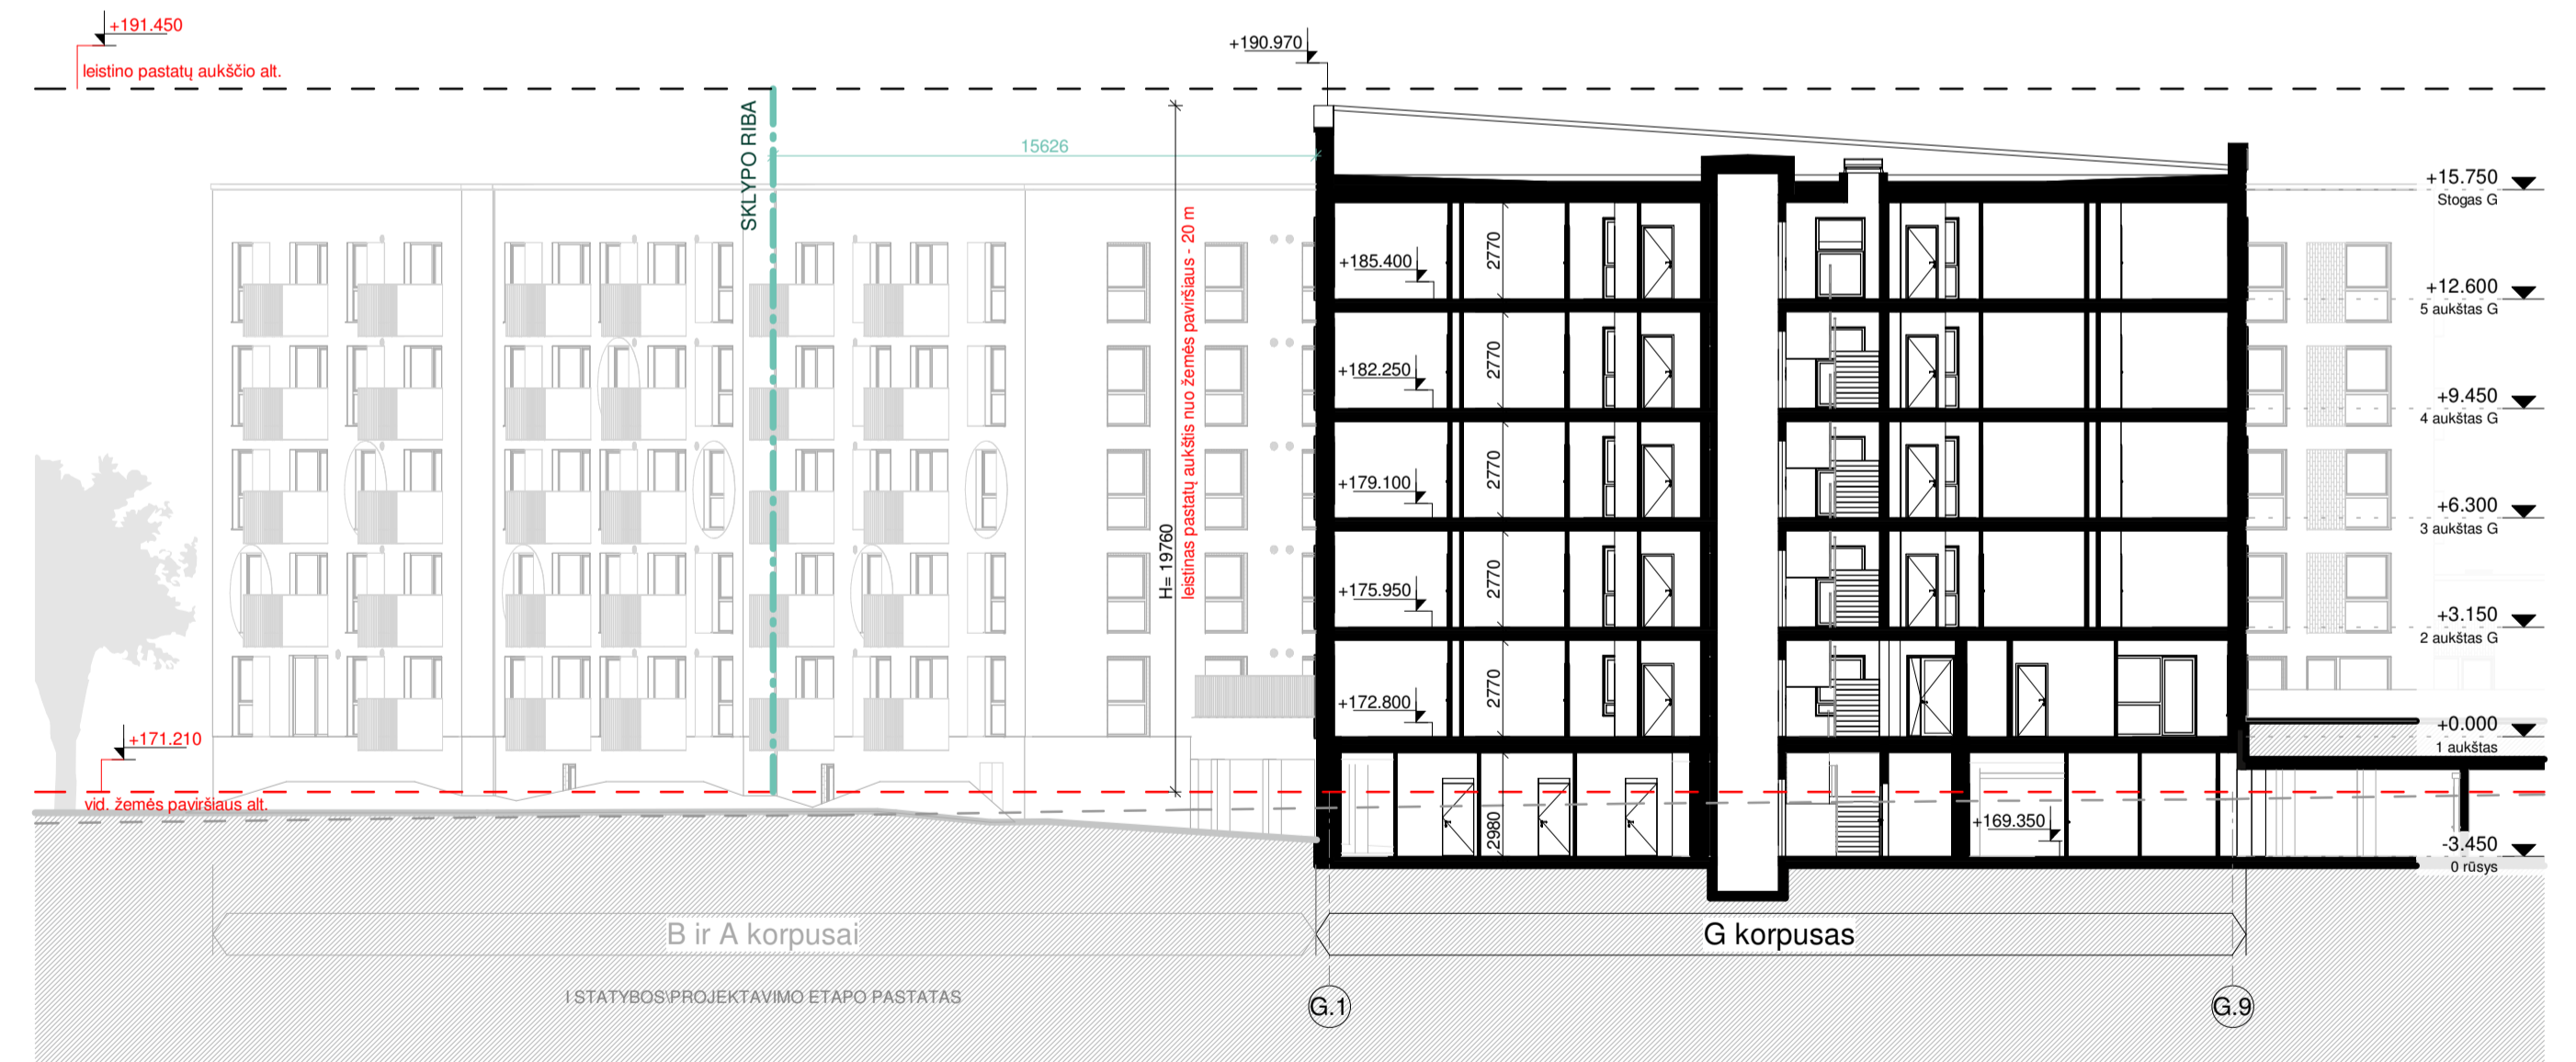 +191.450
leistino pastatų aukščio alt.
+190.970
SKLYPO RIBA
15626
H= 19760
leistinas pastatų aukštis nuo žemės paviršiaus - 20 m
+185.400
2770
+182.250
2770
+179.100
2770
+175.950
2770
+172.800
2770
2980
+169.350
+15.750
Stogas G
+12.600
5 aukštas G
+9.450
4 aukštas G
+6.300
3 aukštas G
+3.150
2 aukštas G
+0.000
1 aukštas
-3.450
0 rūsys
+171.210
vid. žemės paviršiaus alt.
B ir A korpusai
G korpusas
I STATYBOS\PROJEKTAVIMO ETAPO PASTATAS
G.1
G.9